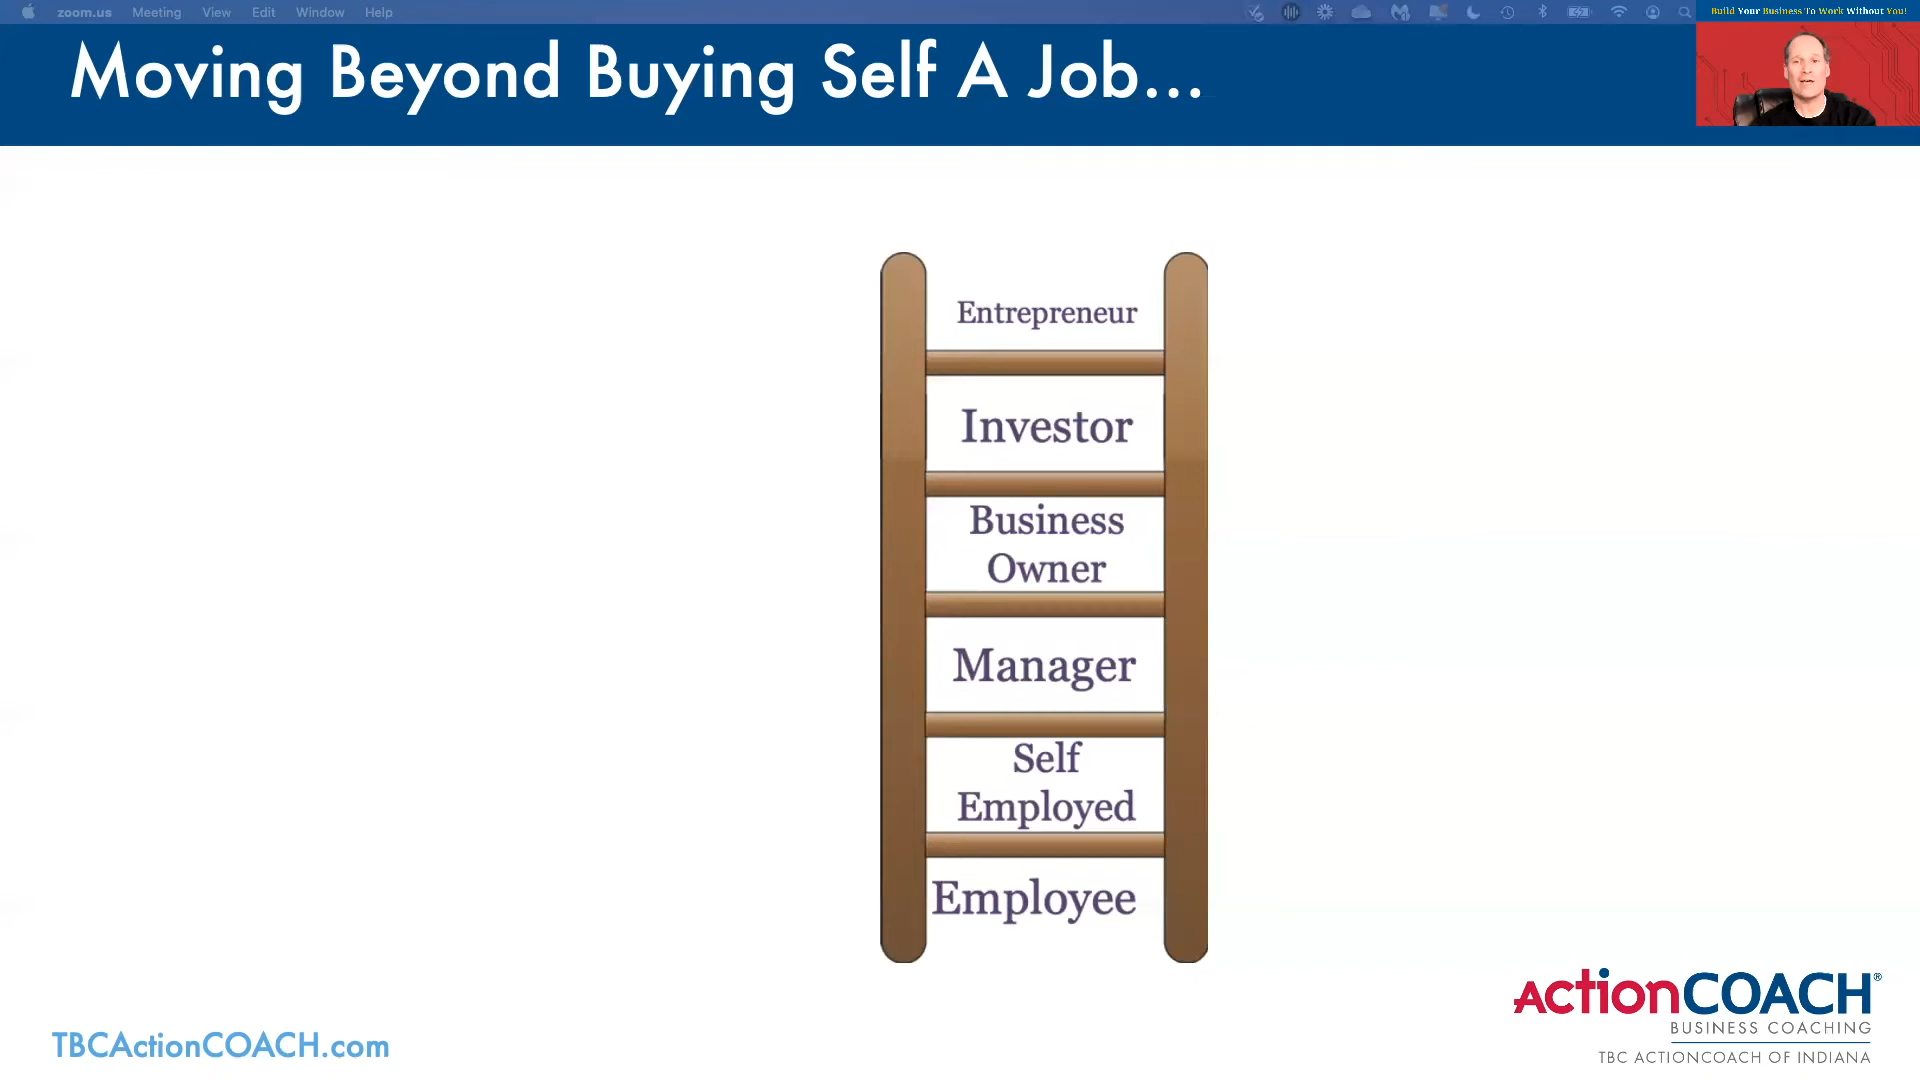 zoom.us Meeting View Edit Window Help
Build Your Business To Work Without You!
Moving Beyond Buying Self A Job...
Entrepreneur
Investor
Business
Owner
Manager
Self
Employed
Employee
ActionCOACH®
BUSINESS COACHING
TBC ACTIONCOACH OF INDIANA
TBCActionCOACH.com